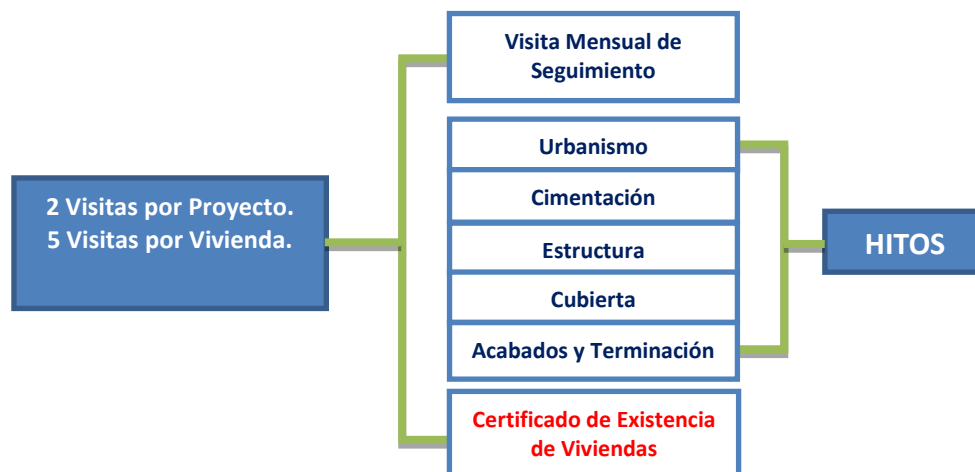 Visita Mensual de
Seguimiento
2 Visitas por Proyecto.
5 Visitas por Vivienda.
Urbanismo
Cimentación
Estructura
Cubierta
Acabados y Terminación
HITOS
Certificado de Existencia
de Viviendas